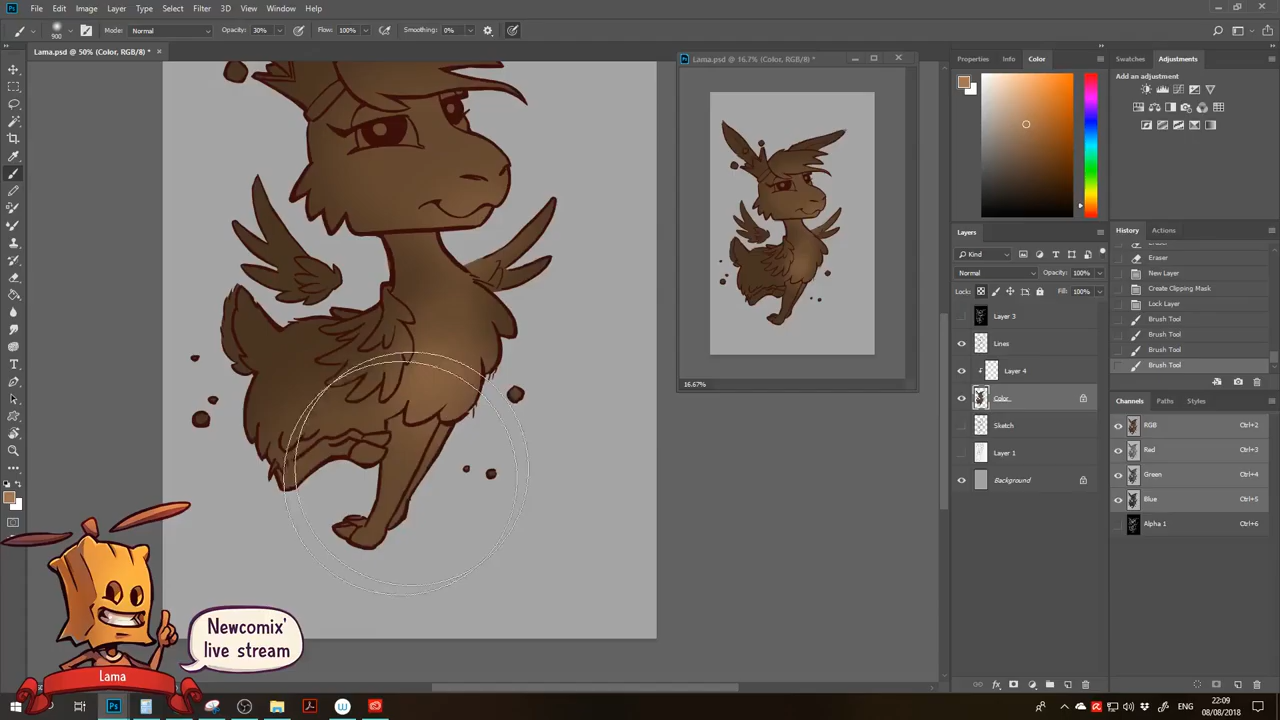 Ps File Edit Image Layer Type Select Filter 3D View Window Help
900 Mode: Normal Opacity: 30% Flow: 100% Smoothing: 0%
Lama.psd @ 50% (Color, RGB/8) *
Lama.psd @ 16.7% (Color, RGB/8) *
16.67%
Properties Info Color
Swatches Adjustments
Add an adjustment
Layers
Kind
Normal Opacity: 100%
Lock: Fill: 100%
Layer 3
Lines
Layer 4
Color
Sketch
Layer 1
Background
History Actions
Eraser
Eraser
New Layer
Create Clipping Mask
Lock Layer
Brush Tool
Brush Tool
Brush Tool
Brush Tool
Channels Paths Styles
RGB Ctrl+2
Red Ctrl+3
Green Ctrl+4
Blue Ctrl+5
Alpha 1 Ctrl+6
Newcomix'
live stream
Lama
22:09
08/08/2018